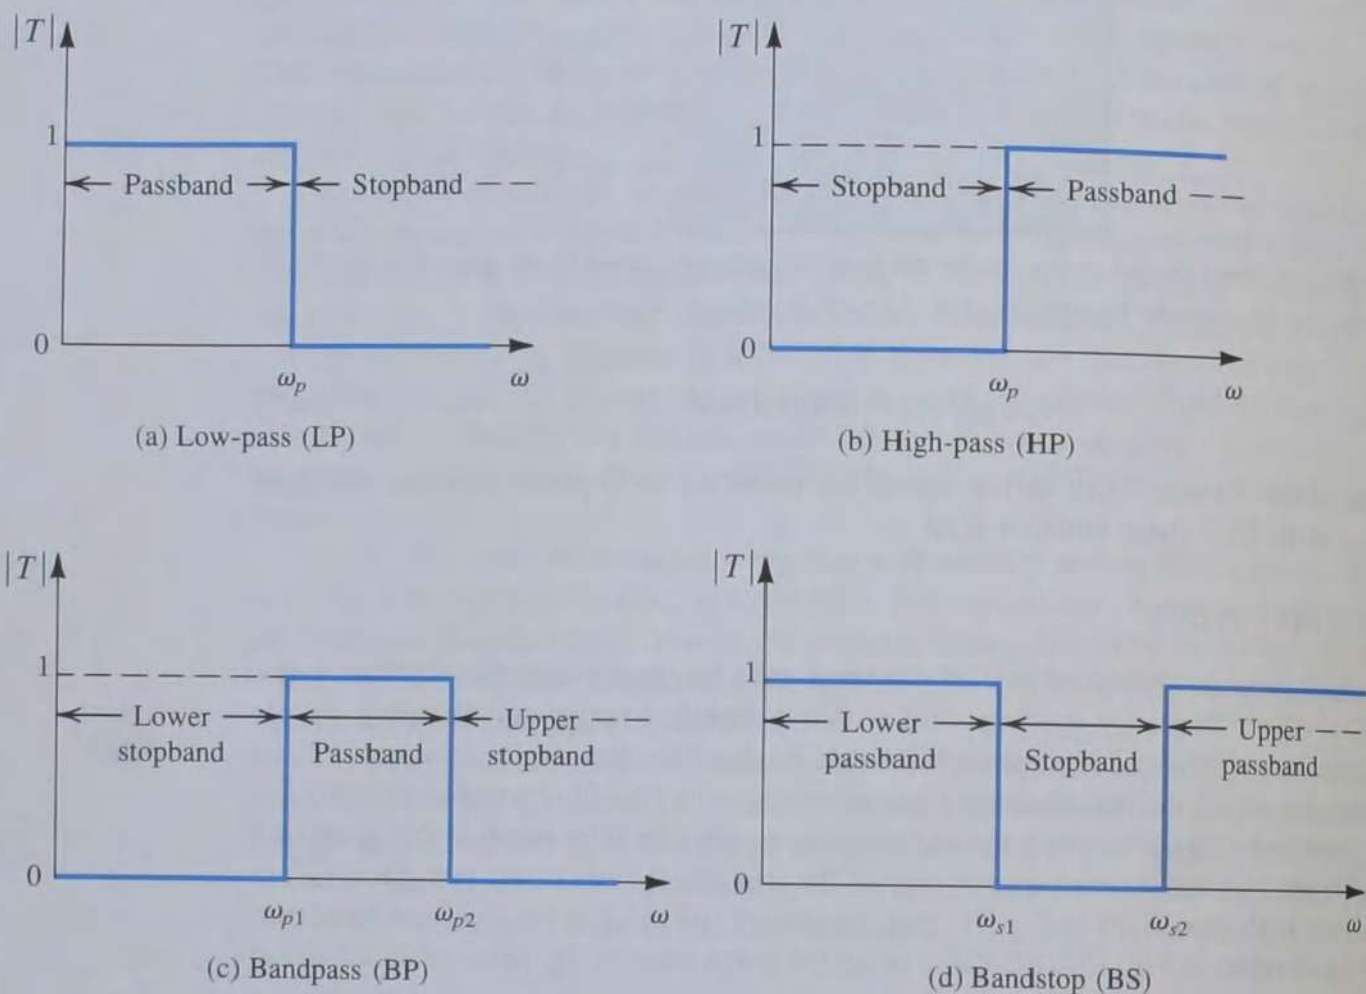 |T|
1
← Passband → ← Stopband — —
0
ω_p ω
(a) Low-pass (LP)
|T|
1
← Stopband → ← Passband — —
0
ω_p ω
(b) High-pass (HP)
|T|
1
← Lower → ← Passband → ← Upper — —
stopband stopband
0
ω_p1 ω_p2 ω
(c) Bandpass (BP)
|T|
1
← Lower → ← Stopband → ← Upper — —
passband passband
0
ω_s1 ω_s2 ω
(d) Bandstop (BS)